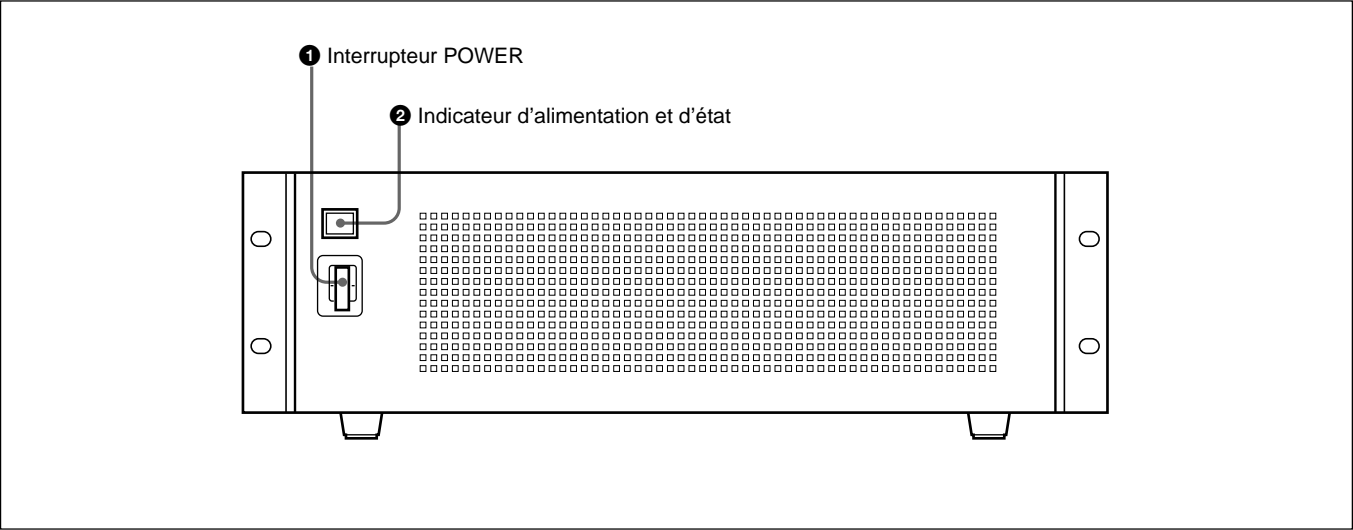 ❶ Interrupteur POWER
❷ Indicateur d’alimentation et d’état